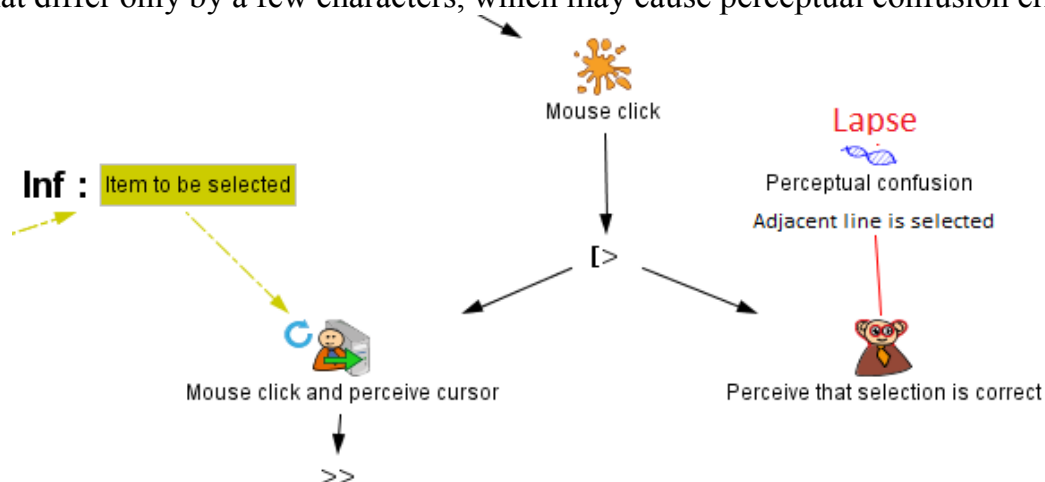 at differ only by a few characters, which may cause perceptual confusion er
Mouse click
Lapse
Perceptual confusion
Adjacent line is selected
Inf :
Item to be selected
[>
Mouse click and perceive cursor
Perceive that selection is correct
>>